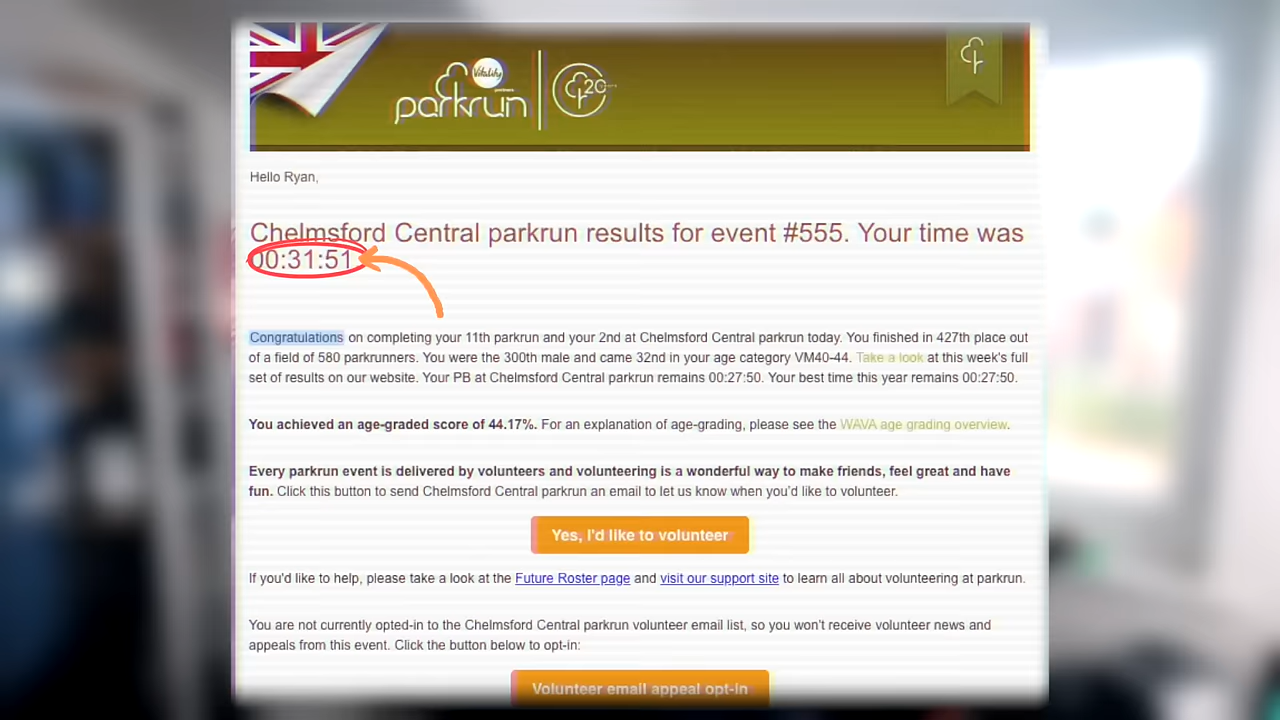 Vitality
parkrun
20
Hello Ryan,
Chelmsford Central parkrun results for event #555. Your time was
00:31:51
Congratulations on completing your 11th parkrun and your 2nd at Chelmsford Central parkrun today. You finished in 427th place out
of a field of 580 parkrunners. You were the 300th male and came 32nd in your age category VM40-44. Take a look at this week's full
set of results on our website. Your PB at Chelmsford Central parkrun remains 00:27:50. Your best time this year remains 00:27:50.
You achieved an age-graded score of 44.17%. For an explanation of age-grading, please see the WAVA age grading overview.
Every parkrun event is delivered by volunteers and volunteering is a wonderful way to make friends, feel great and have
fun. Click this button to send Chelmsford Central parkrun an email to let us know when you'd like to volunteer.
Yes, I'd like to volunteer
If you'd like to help, please take a look at the Future Roster page and visit our support site to learn all about volunteering at parkrun.
You are not currently opted-in to the Chelmsford Central parkrun volunteer email list, so you won't receive volunteer news and
appeals from this event. Click the button below to opt-in:
Volunteer email appeal opt-in